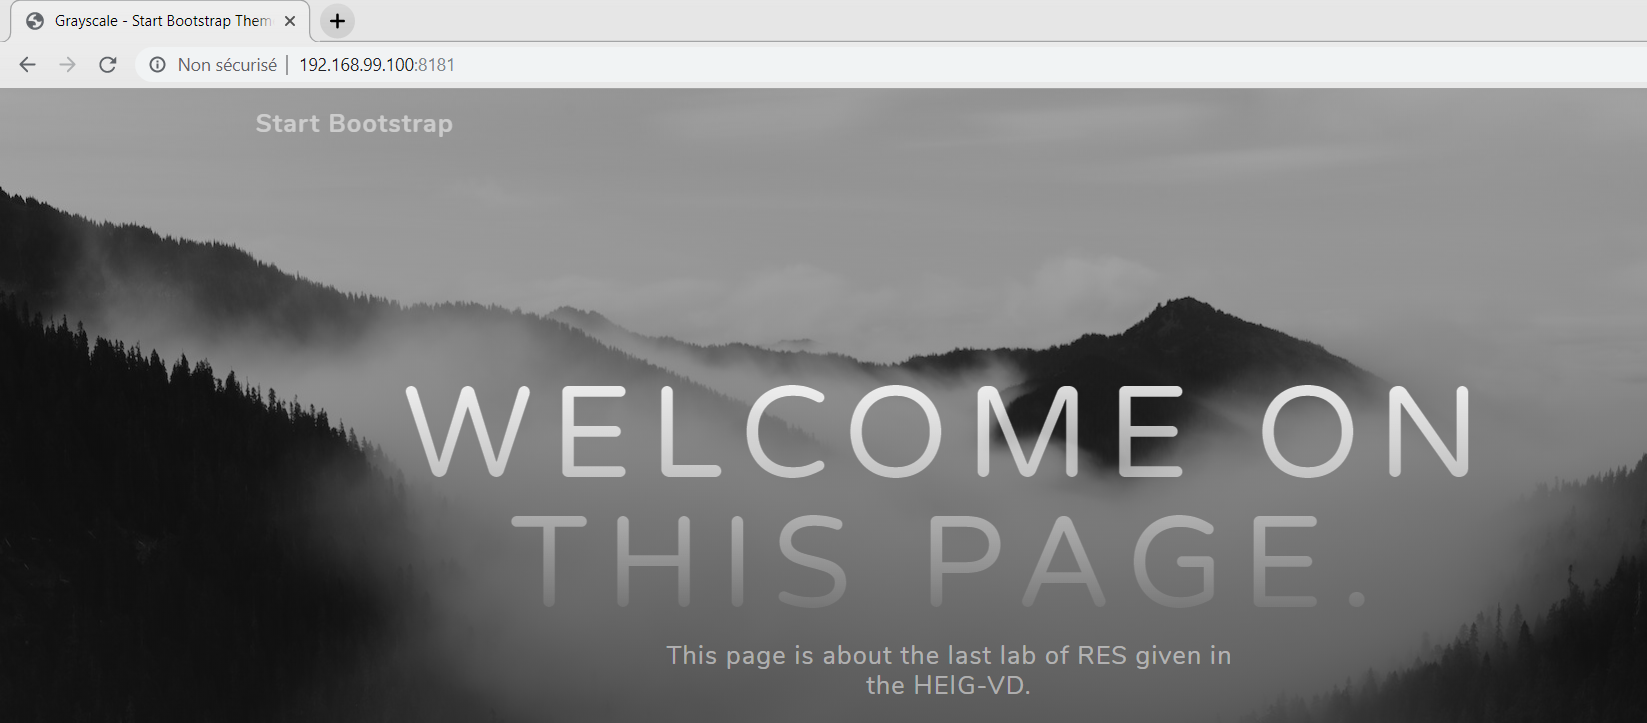 Grayscale - Start Bootstrap Them
Non sécurisé | 192.168.99.100:8181
Start Bootstrap
WELCOME ON
THIS PAGE.
This page is about the last lab of RES given in
the HEIG-VD.